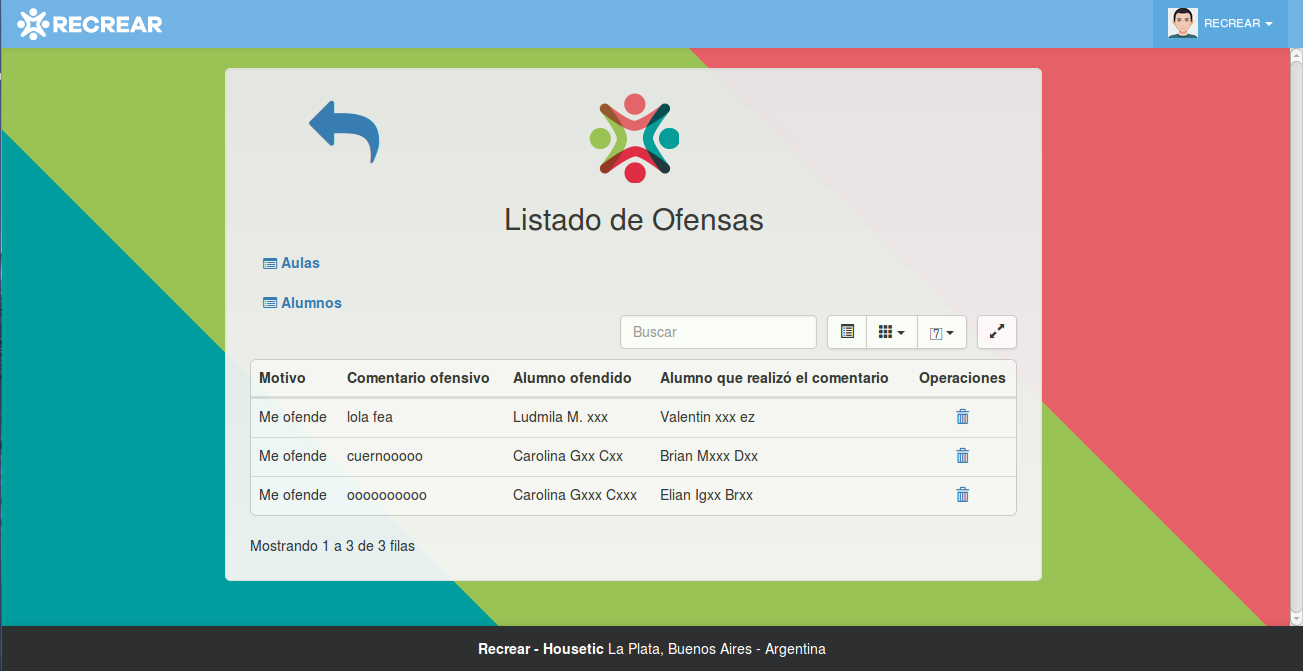 RECREAR
RECREAR
Listado de Ofensas
Aulas
Alumnos
Buscar
Motivo Comentario ofensivo Alumno ofendido Alumno que realizó el comentario Operaciones
Me ofende lola fea Ludmila M. xxx Valentin xxx ez
Me ofende cuernooooo Carolina Gxx Cxx Brian Mxxx Dxx
Me ofende oooooooooo Carolina Gxxx Cxxx Elian Igxx Brxx
Mostrando 1 a 3 de 3 filas
Recrear - Housetic La Plata, Buenos Aires - Argentina